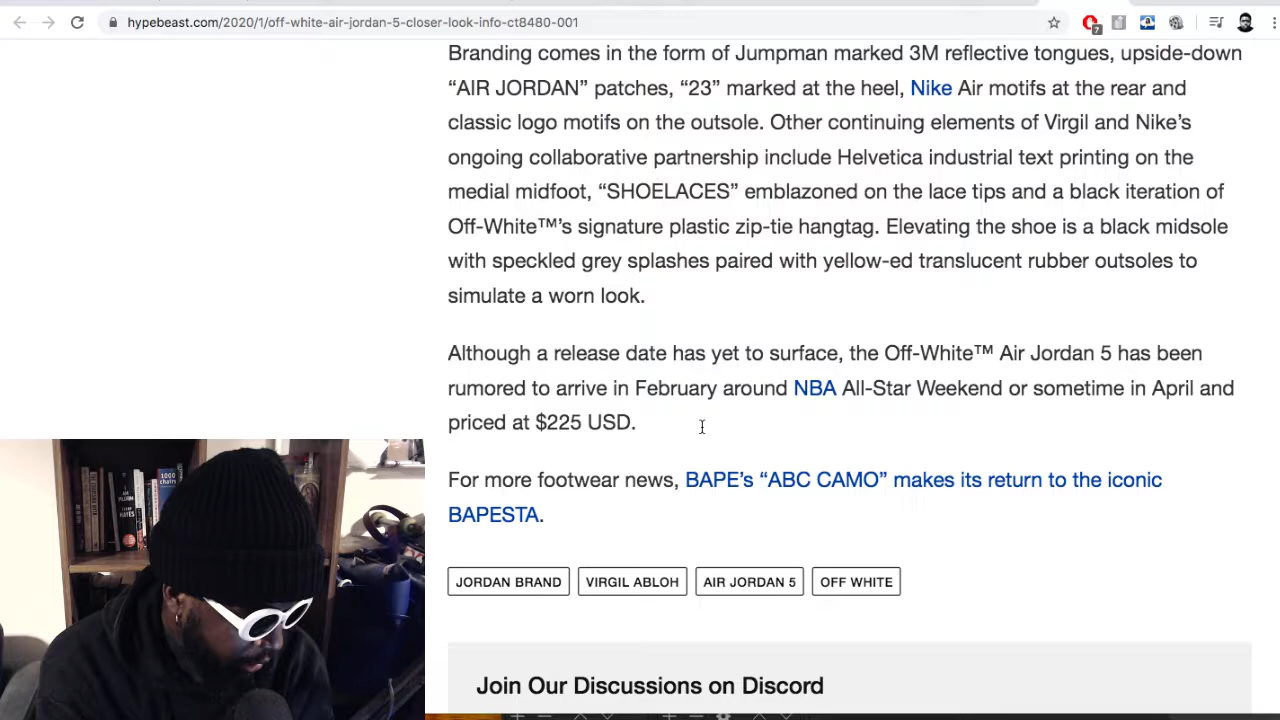 hypebeast.com/2020/1/off-white-air-jordan-5-closer-look-info-ct8480-001
7
Branding comes in the form of Jumpman marked 3M reflective tongues, upside-down
“AIR JORDAN” patches, “23” marked at the heel, Nike Air motifs at the rear and
classic logo motifs on the outsole. Other continuing elements of Virgil and Nike’s
ongoing collaborative partnership include Helvetica industrial text printing on the
medial midfoot, “SHOELACES” emblazoned on the lace tips and a black iteration of
Off-White™’s signature plastic zip-tie hangtag. Elevating the shoe is a black midsole
with speckled grey splashes paired with yellow-ed translucent rubber outsoles to
simulate a worn look.
Although a release date has yet to surface, the Off-White™ Air Jordan 5 has been
rumored to arrive in February around NBA All-Star Weekend or sometime in April and
priced at $225 USD.
For more footwear news, BAPE’s “ABC CAMO” makes its return to the iconic
BAPESTA.
JORDAN BRAND VIRGIL ABLOH AIR JORDAN 5 OFF WHITE
Join Our Discussions on Discord
I AM
PILGRIM
HAYES
1000